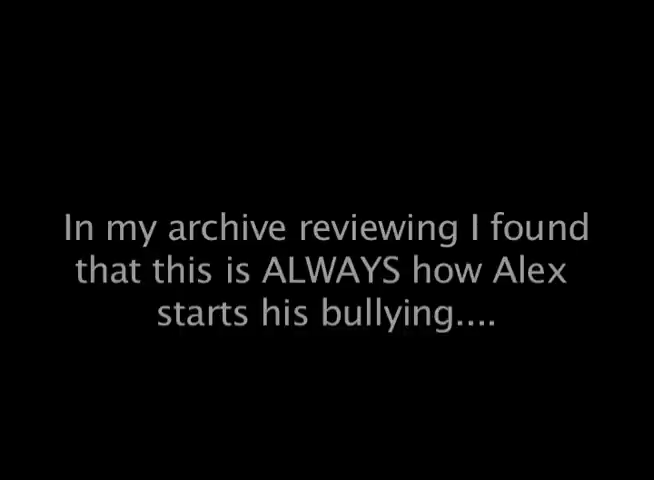 In my archive reviewing I found
that this is ALWAYS how Alex
starts his bullying....